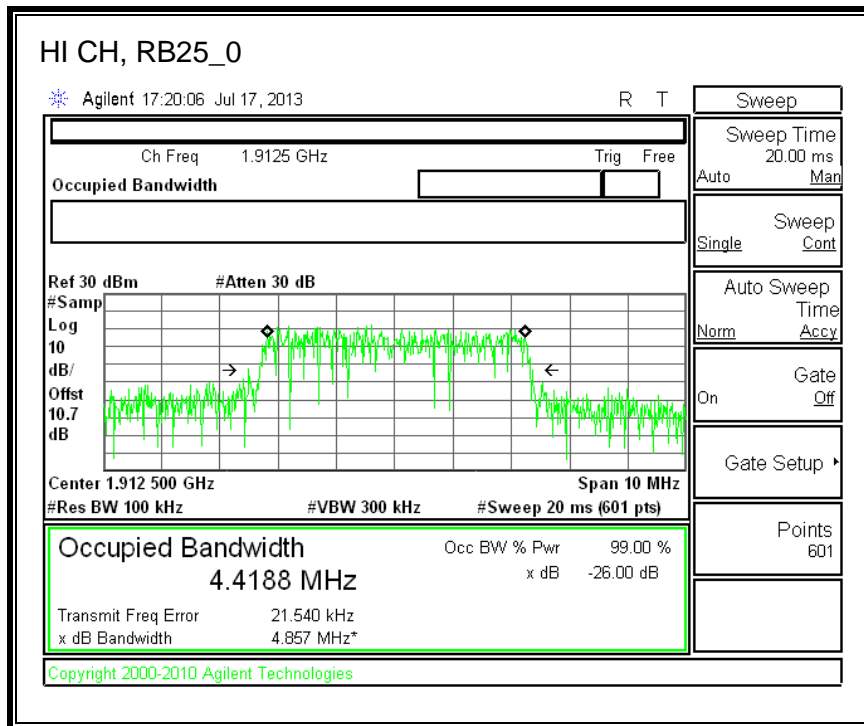 HI CH, RB25_0
Agilent 17:20:06 Jul 17, 2013 R T
Ch Freq 1.9125 GHz Trig Free
Occupied Bandwidth
Ref 30 dBm #Atten 30 dB
#Samp
Log
10
dB/
Offst
10.7
dB
Center 1.912 500 GHz Span 10 MHz
#Res BW 100 kHz #VBW 300 kHz #Sweep 20 ms (601 pts)
Occupied Bandwidth Occ BW % Pwr 99.00 %
4.4188 MHz x dB -26.00 dB
Transmit Freq Error 21.540 kHz
x dB Bandwidth 4.857 MHz*
Copyright 2000-2010 Agilent Technologies
Sweep
Sweep Time
20.00 ms
Auto Man
Sweep
Single Cont
Auto Sweep
Time
Norm Accy
Gate
On Off
Gate Setup
Points
601